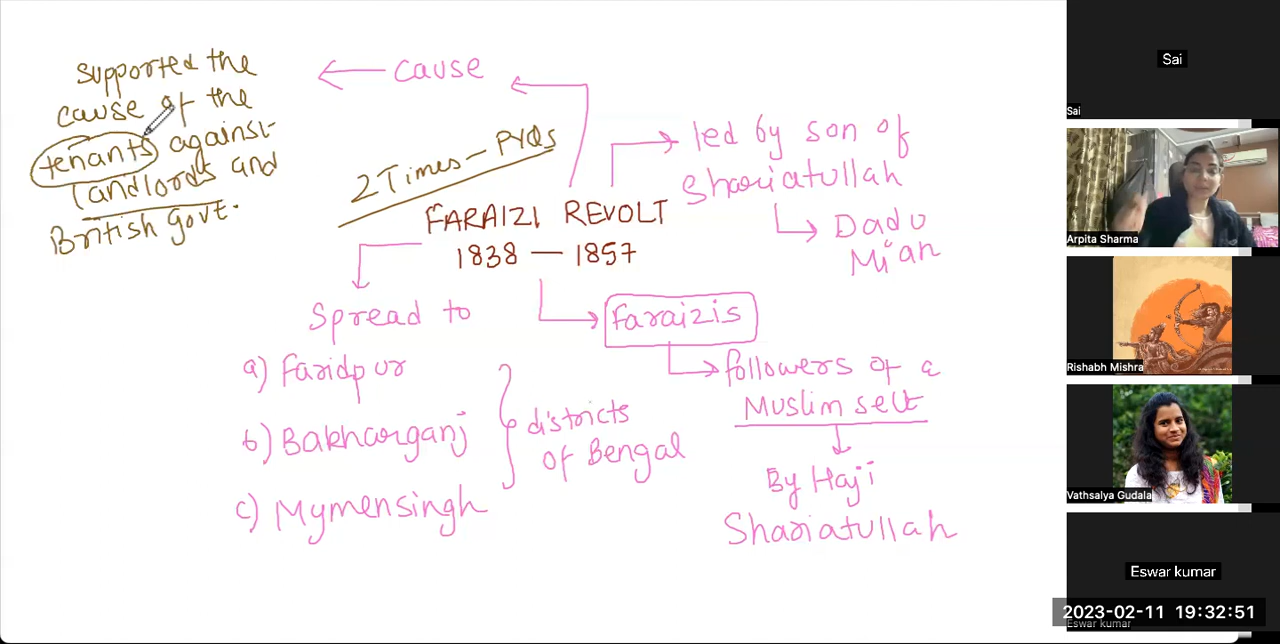 supported the
cause of the
tenants against
landlords and
British govt.
cause
2 Times - PYQs
FARAIZI REVOLT
1838 - 1857
led by son of
Shariatullah
Dadu
Mian
Spread to
a) Faridpur
b) Bakharganj
c) Mymensingh
districts
of Bengal
faraizis
followers of a
Muslim sect
By Haji
Shariatullah
Sai
Sai
Arpita Sharma
Rishabh Mishra
Vathsalya Gudala
Eswar kumar
2023-02-11 19:32:51
Eswar kumar